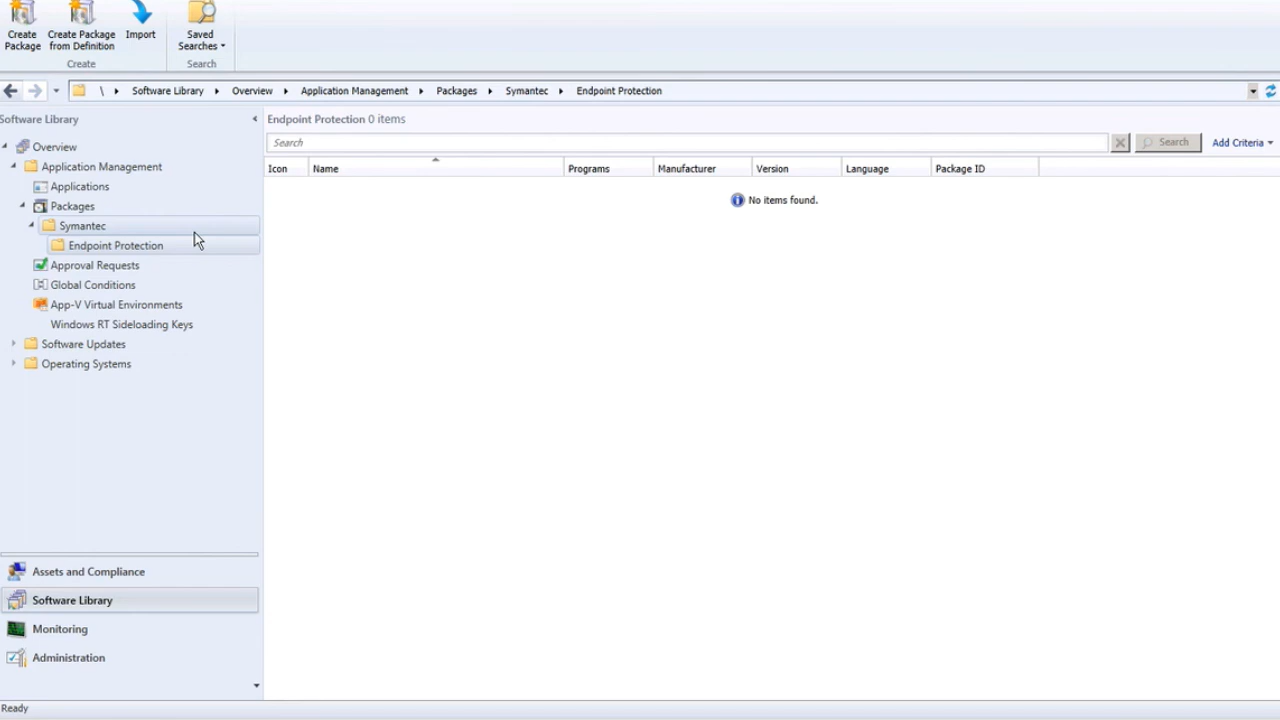 Create Package
Create Package from Definition
Import
Saved Searches
Create
Search
\ Software Library Overview Application Management Packages Symantec Endpoint Protection
Software Library
Endpoint Protection 0 items
Search
Search
Add Criteria
Icon Name Programs Manufacturer Version Language Package ID
No items found.
Overview
Application Management
Applications
Packages
Symantec
Endpoint Protection
Approval Requests
Global Conditions
App-V Virtual Environments
Windows RT Sideloading Keys
Software Updates
Operating Systems
Assets and Compliance
Software Library
Monitoring
Administration
Ready